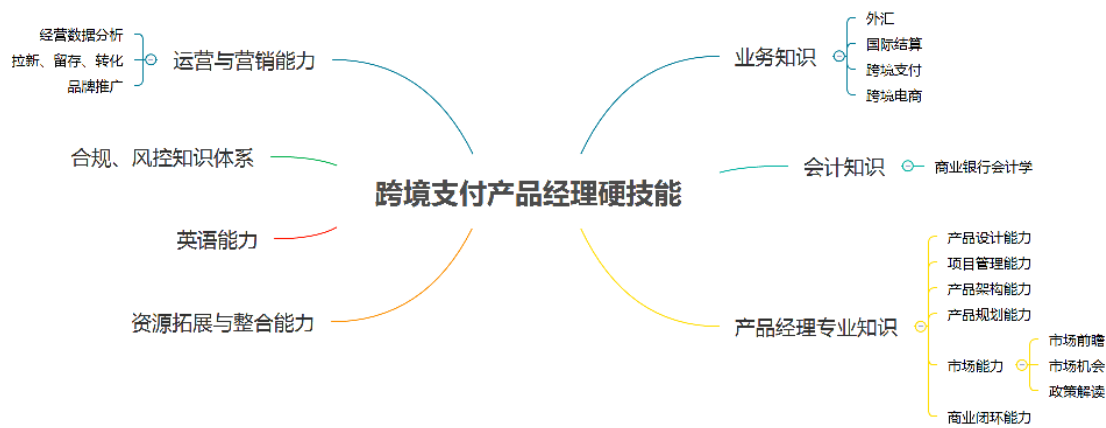 跨境支付产品经理硬技能
运营与营销能力
经营数据分析
拉新、留存、转化
品牌推广
合规、风控知识体系
英语能力
资源拓展与整合能力
业务知识
外汇
国际结算
跨境支付
跨境电商
会计知识
商业银行会计学
产品经理专业知识
产品设计能力
项目管理能力
产品架构能力
产品规划能力
市场能力
市场前瞻
市场机会
政策解读
商业闭环能力